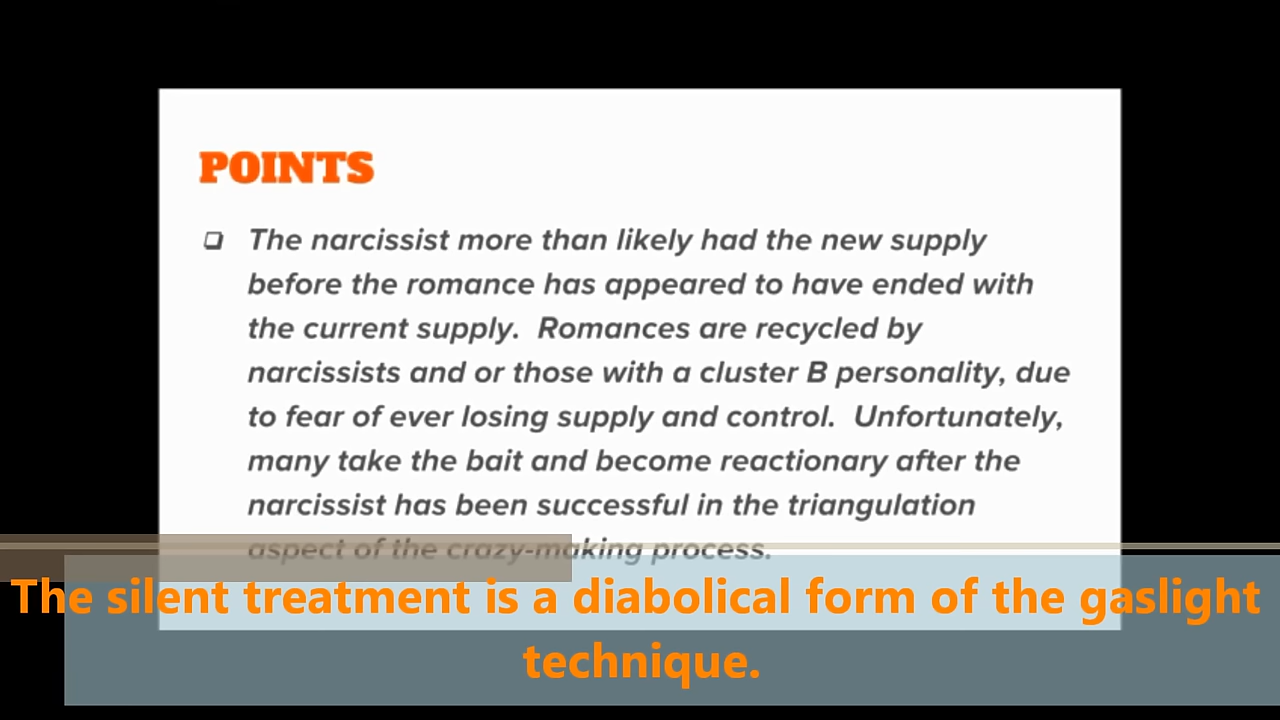 POINTS
❏ The narcissist more than likely had the new supply
before the romance has appeared to have ended with
the current supply.  Romances are recycled by
narcissists and or those with a cluster B personality, due
to fear of ever losing supply and control.  Unfortunately,
many take the bait and become reactionary after the
narcissist has been successful in the triangulation
aspect of the crazy-making process.
The silent treatment is a diabolical form of the gaslight
technique.